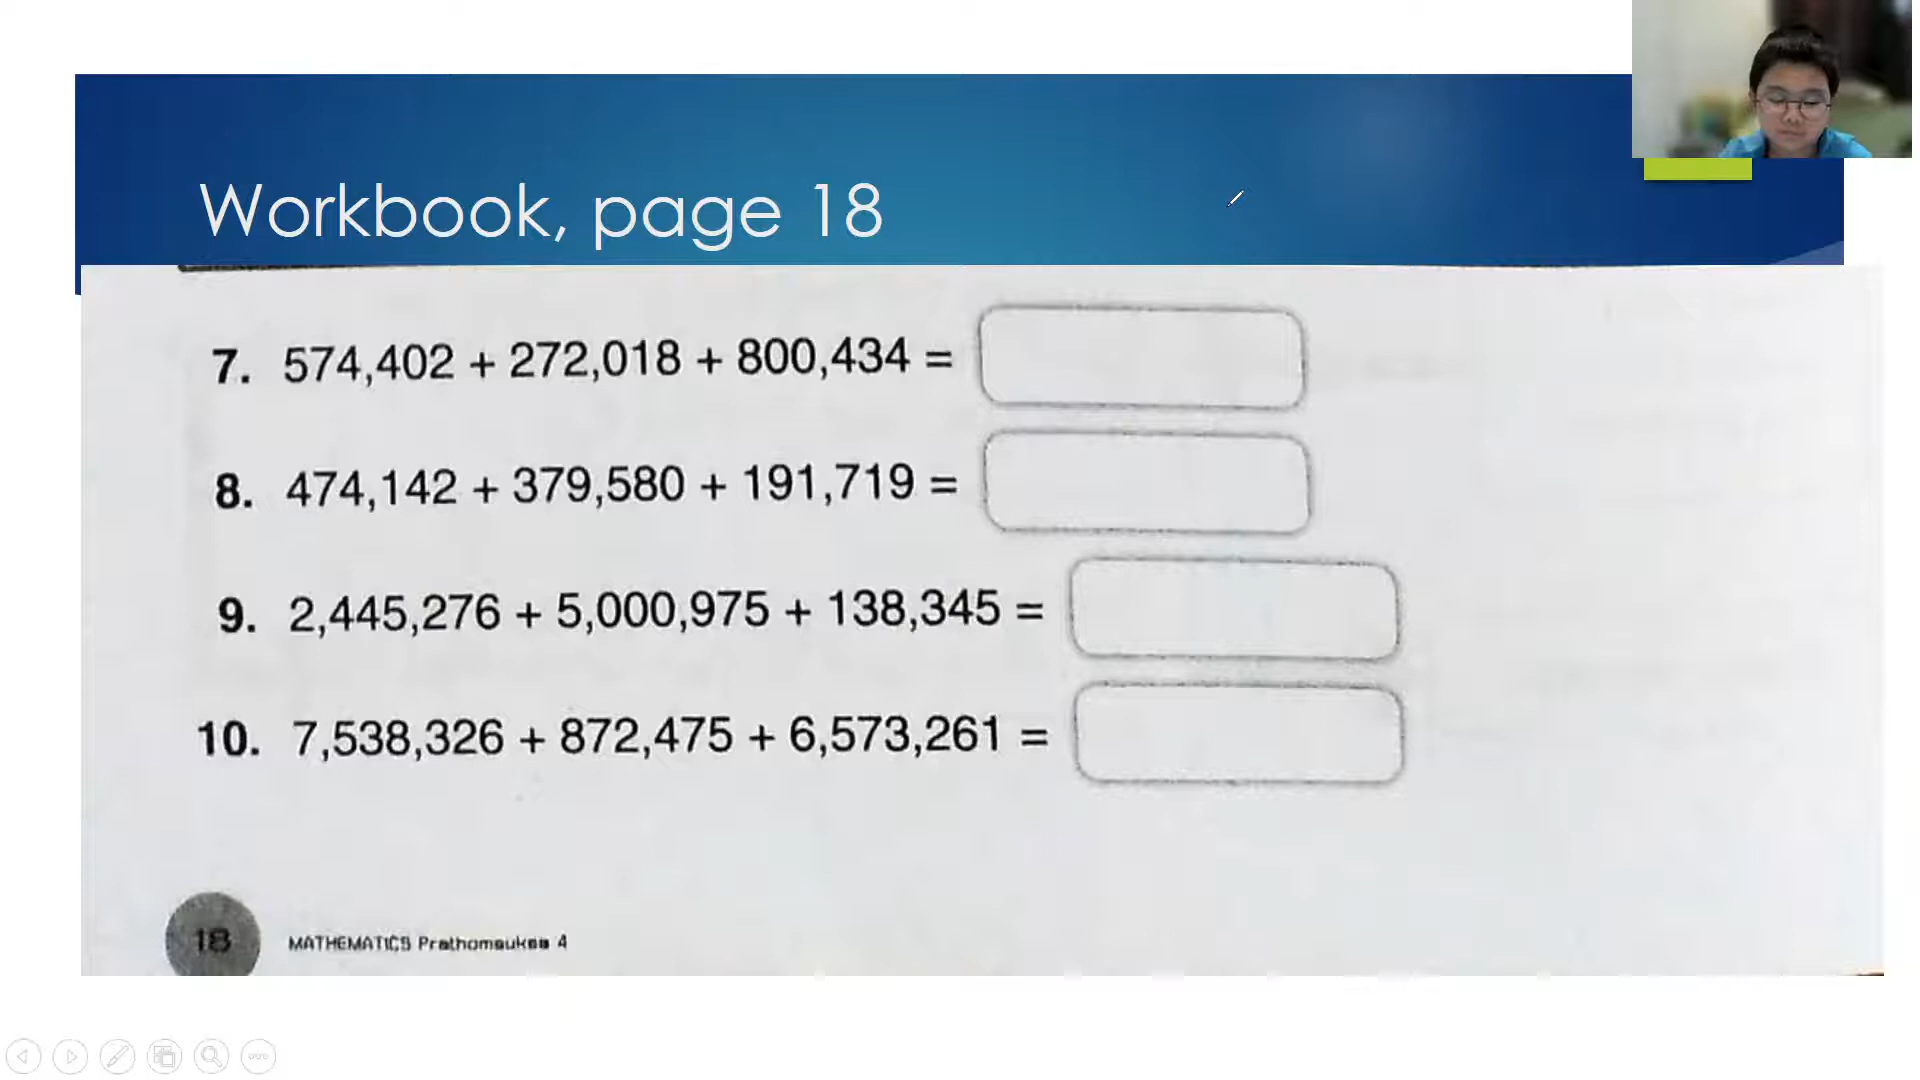 Workbook, page 18
7. 574,402 + 272,018 + 800,434 =
8. 474,142 + 379,580 + 191,719 =
9. 2,445,276 + 5,000,975 + 138,345 =
10. 7,538,326 + 872,475 + 6,573,261 =
18 MATHEMATICS Prathomsuksa 4